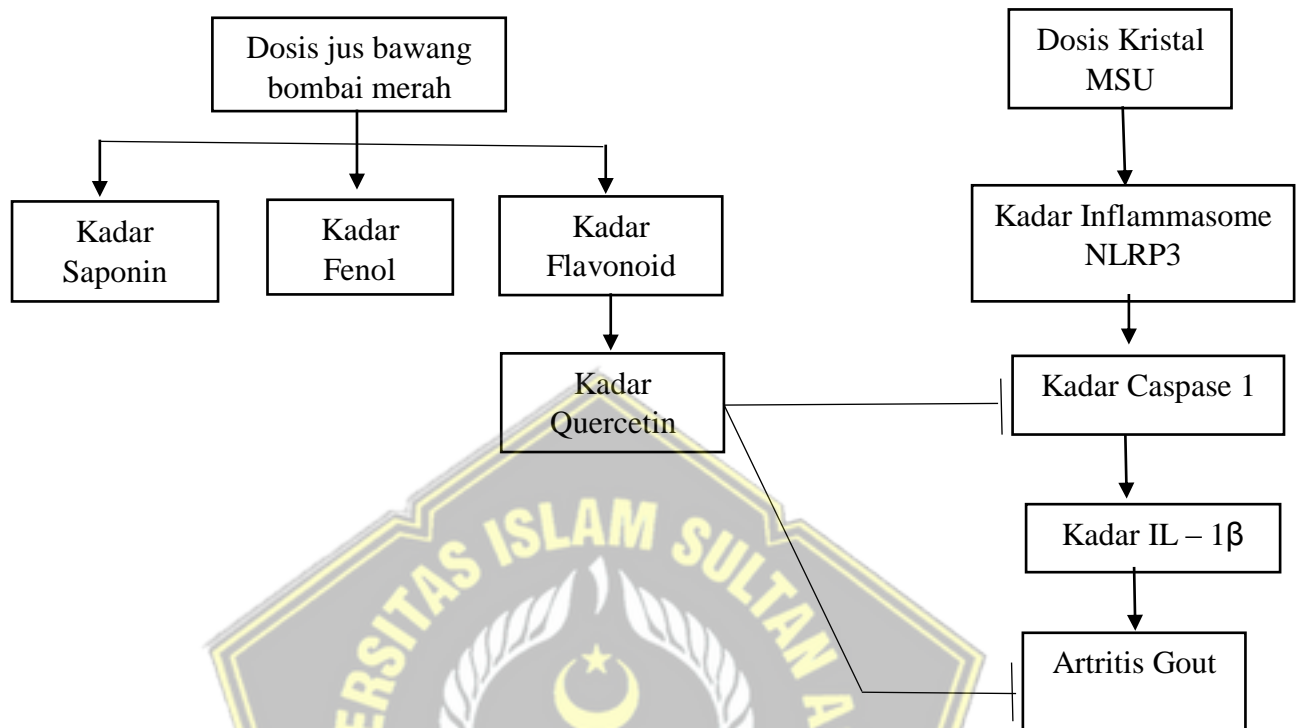 Dosis jus bawang
bombai merah
Dosis Kristal
MSU
Kadar
Saponin
Kadar
Fenol
Kadar
Flavonoid
Kadar Inflammasome
NLRP3
Kadar
Quercetin
Kadar Caspase 1
Kadar IL – 1β
Artritis Gout
ISLAM SULTAN